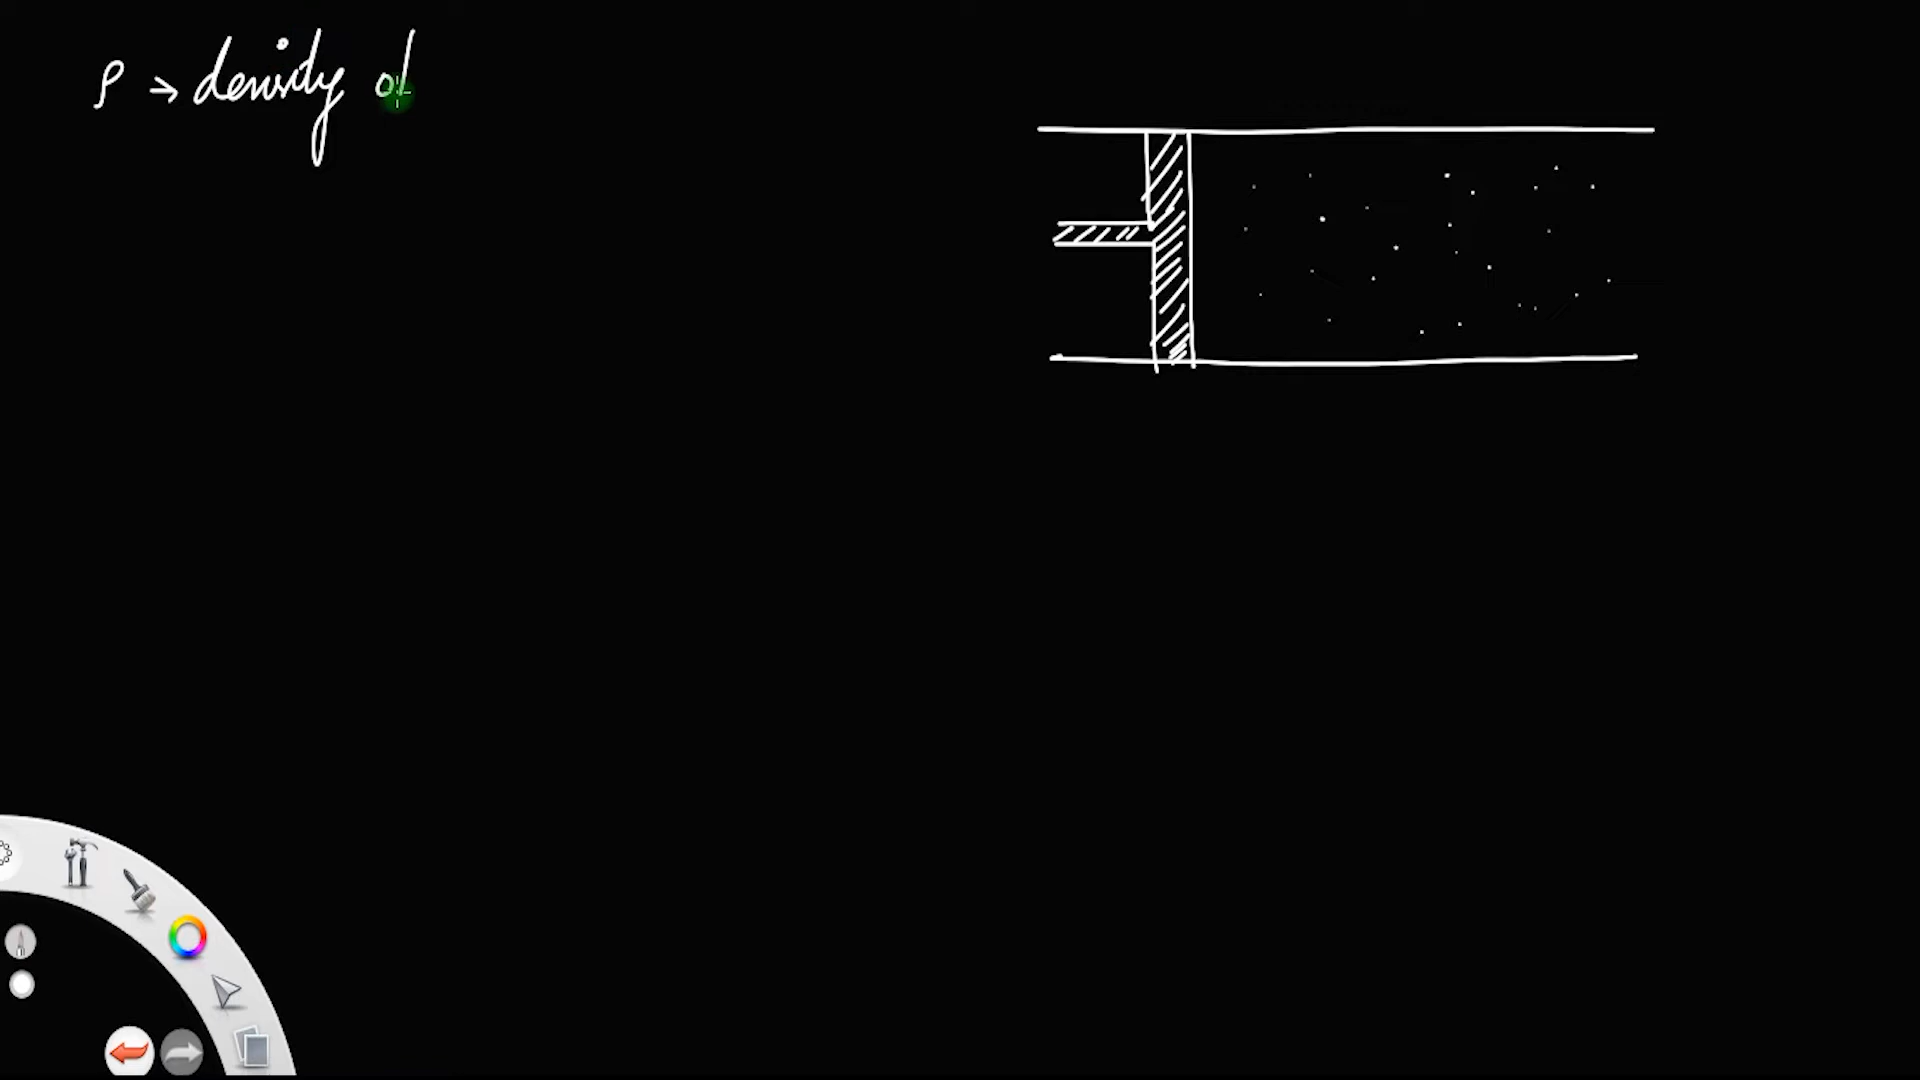 ρ → density of